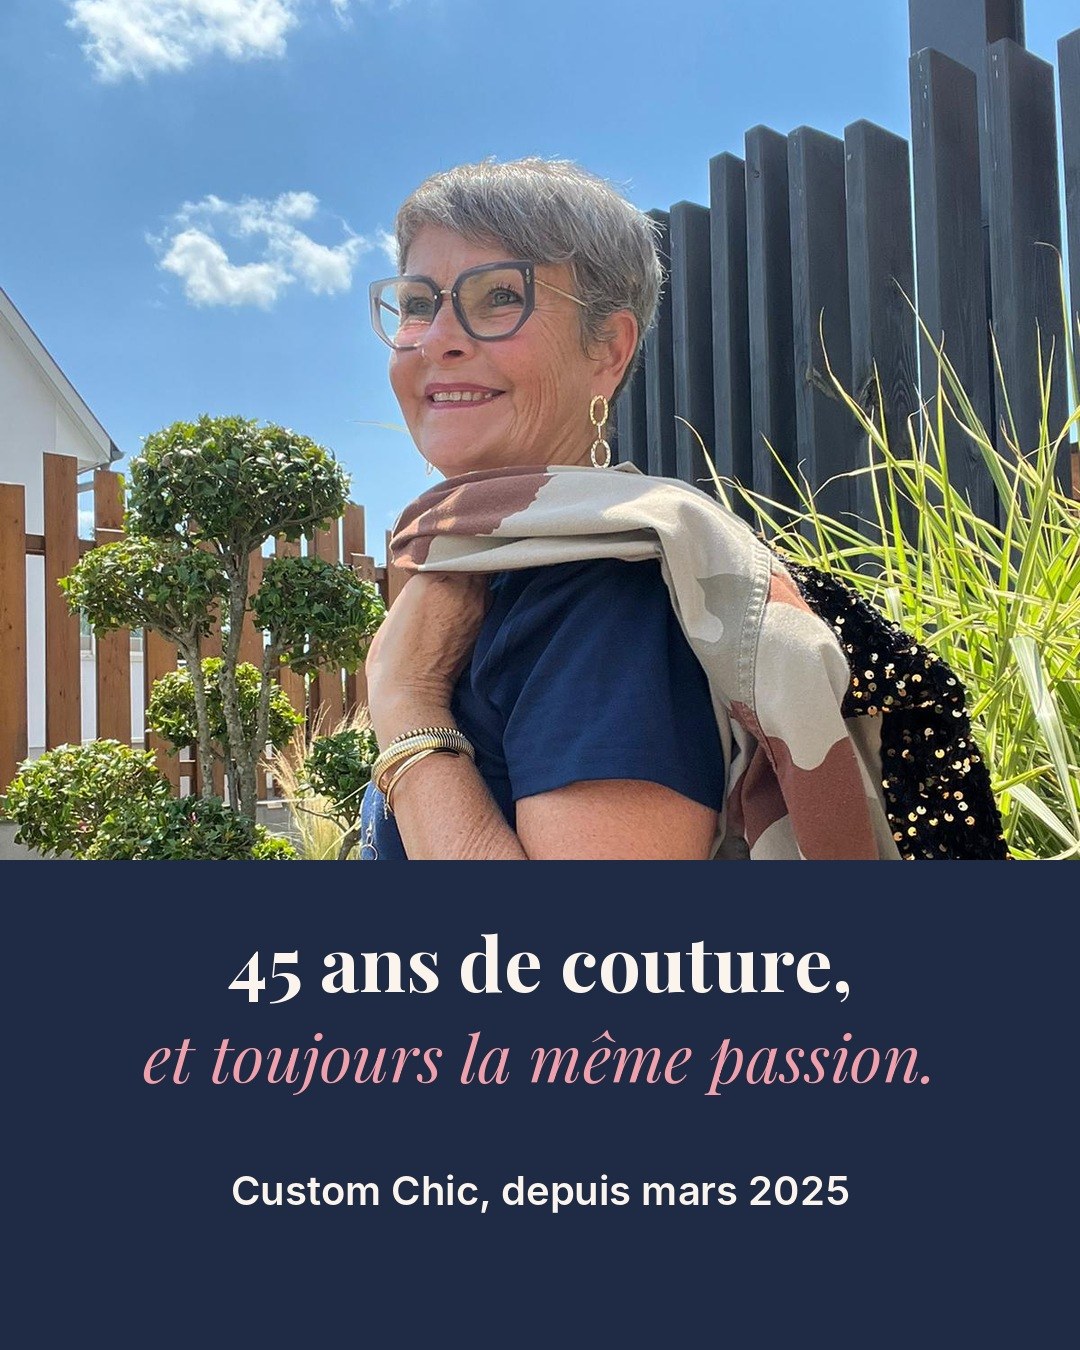 45 ans de couture,
et toujours la même passion.
Custom Chic, depuis mars 2025